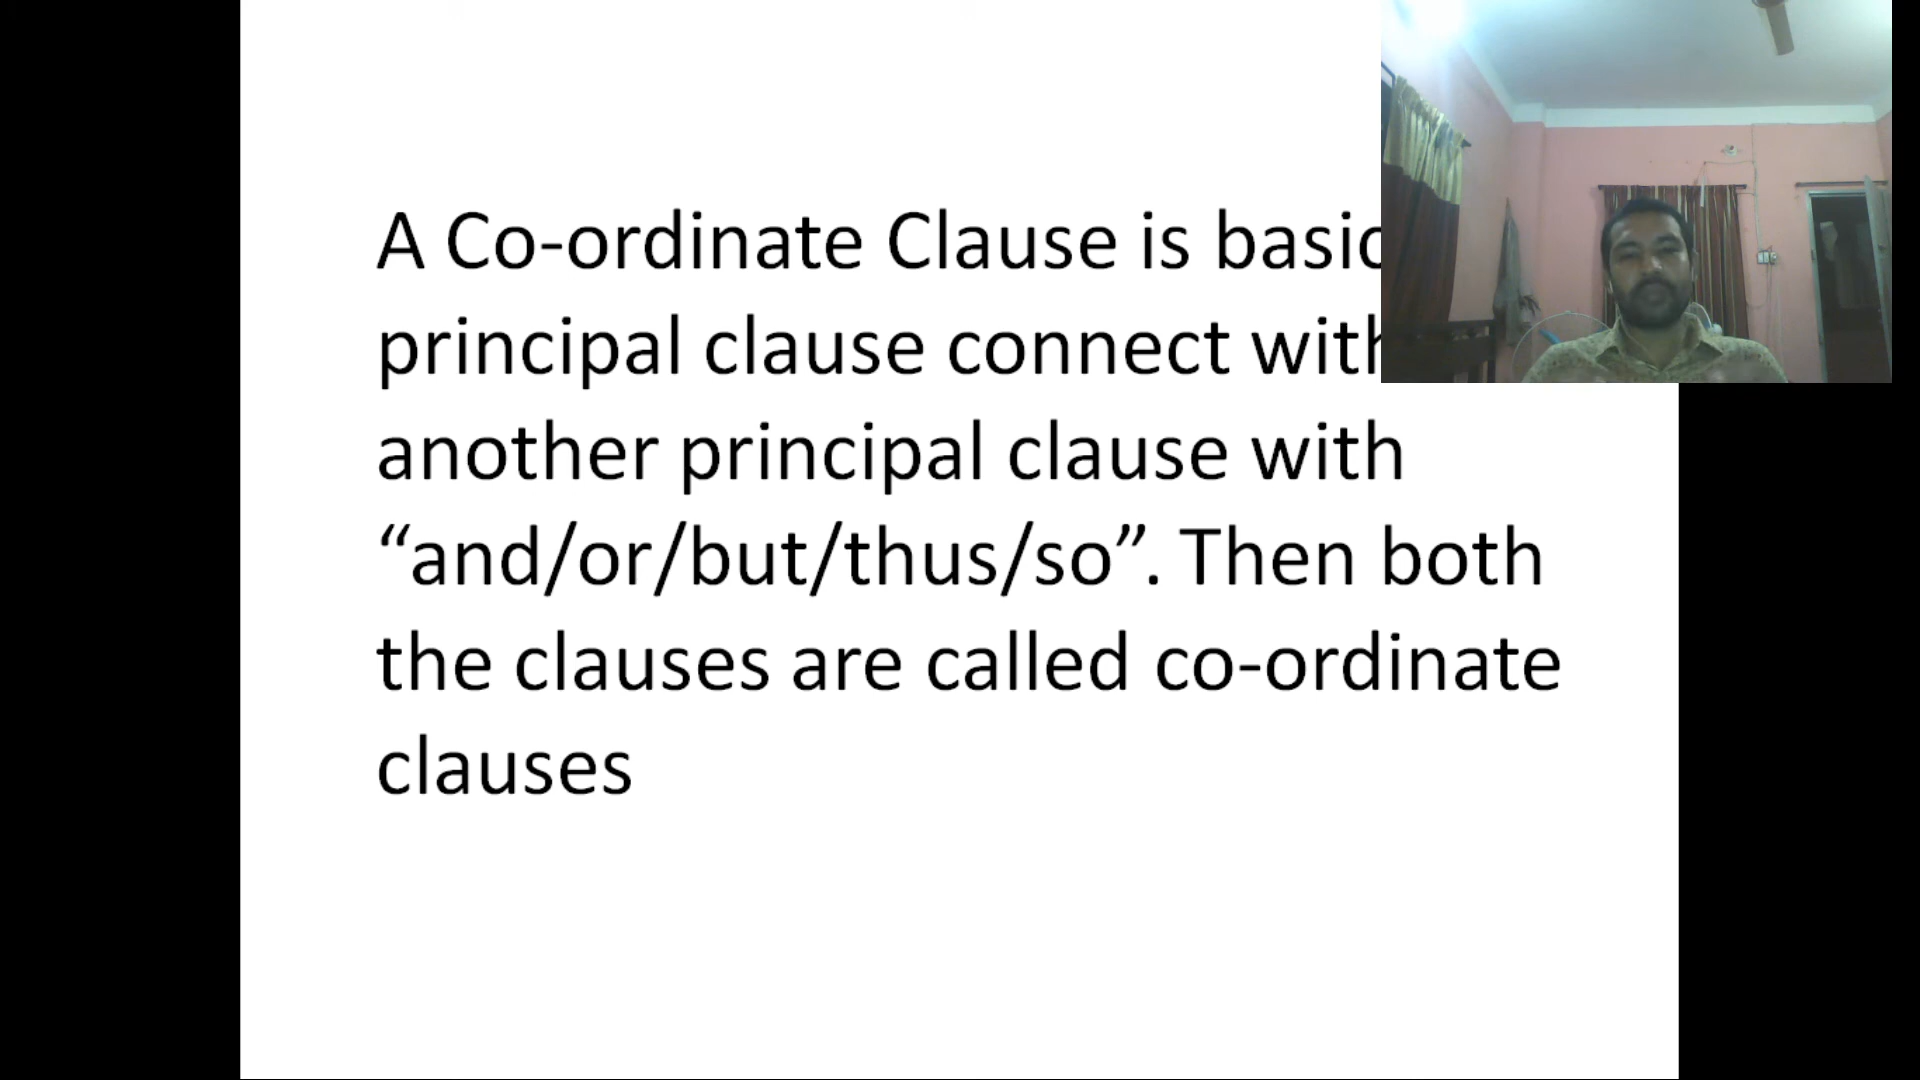 A Co-ordinate Clause is basic
principal clause connect with
another principal clause with
“and/or/but/thus/so”. Then both
the clauses are called co-ordinate
clauses